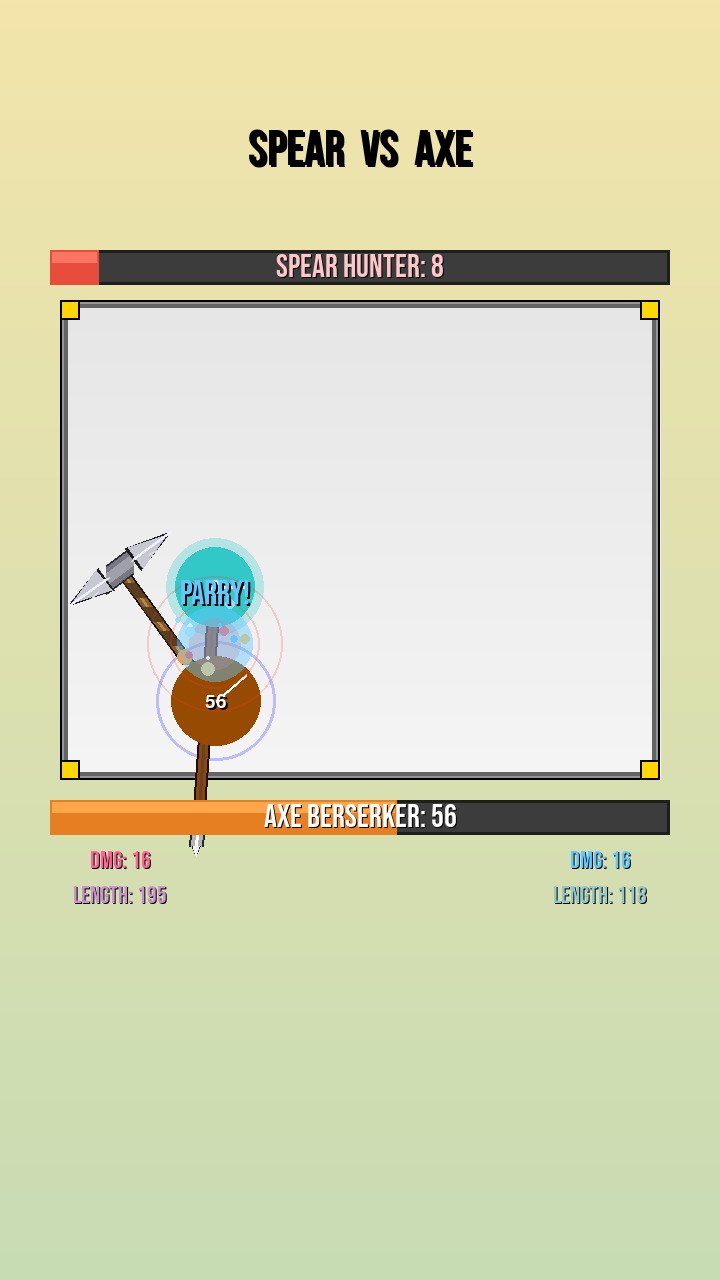 SPEAR VS AXE
SPEAR HUNTER: 8
PARRY!
56
AXE BERSERKER: 56
DMG: 16
DMG: 16
LENGTH: 195
LENGTH: 118